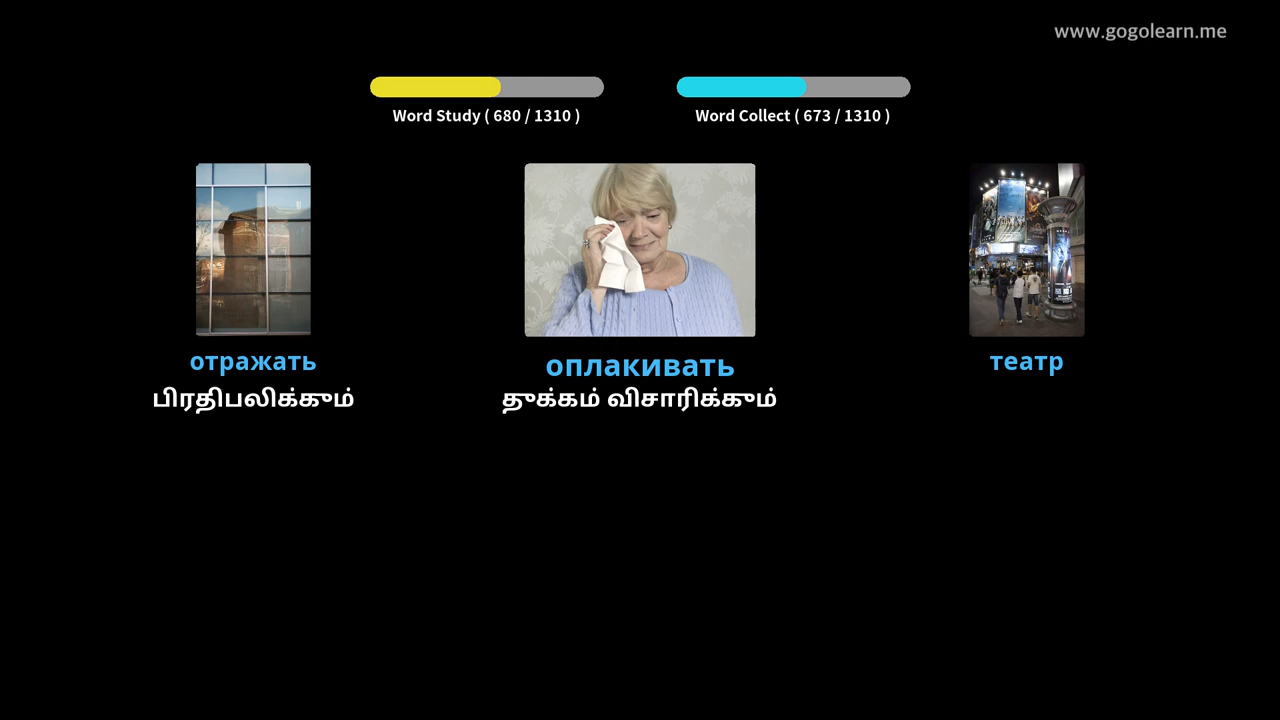 www.gogolearn.me
Word Study ( 680 / 1310 )
Word Collect ( 673 / 1310 )
отражать
оплакивать
театр
பிரதிபலிக்கும்
துக்கம் விசாரிக்கும்